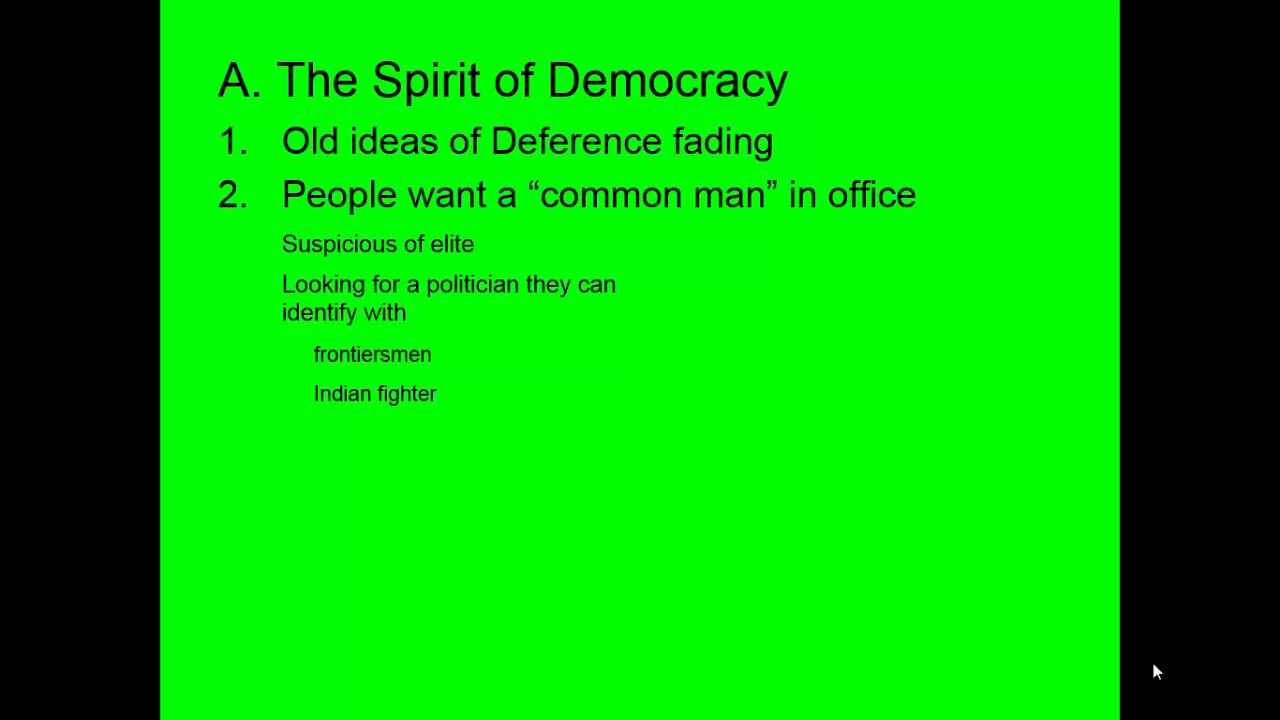 A. The Spirit of Democracy
1. Old ideas of Deference fading
2. People want a “common man” in office
Suspicious of elite
Looking for a politician they can
identify with
frontiersmen
Indian fighter